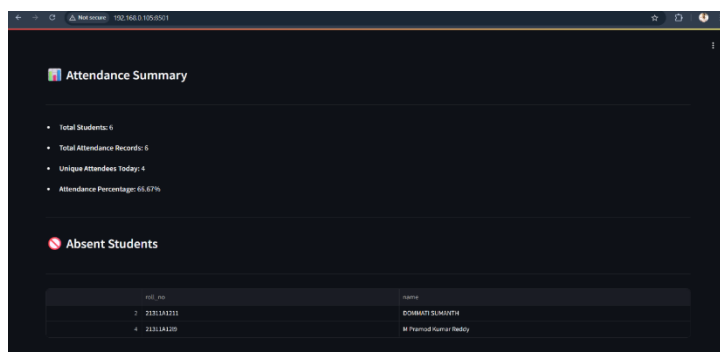 Not secure 192.168.0.105:8501
Attendance Summary
Total Students: 6
Total Attendance Records: 6
Unique Attendees Today: 4
Attendance Percentage: 66.67%
Absent Students
roll_no name
2 21311A1211 DOMMATI SUMANTH
4 21311A12I9 M Pramod Kumar Reddy